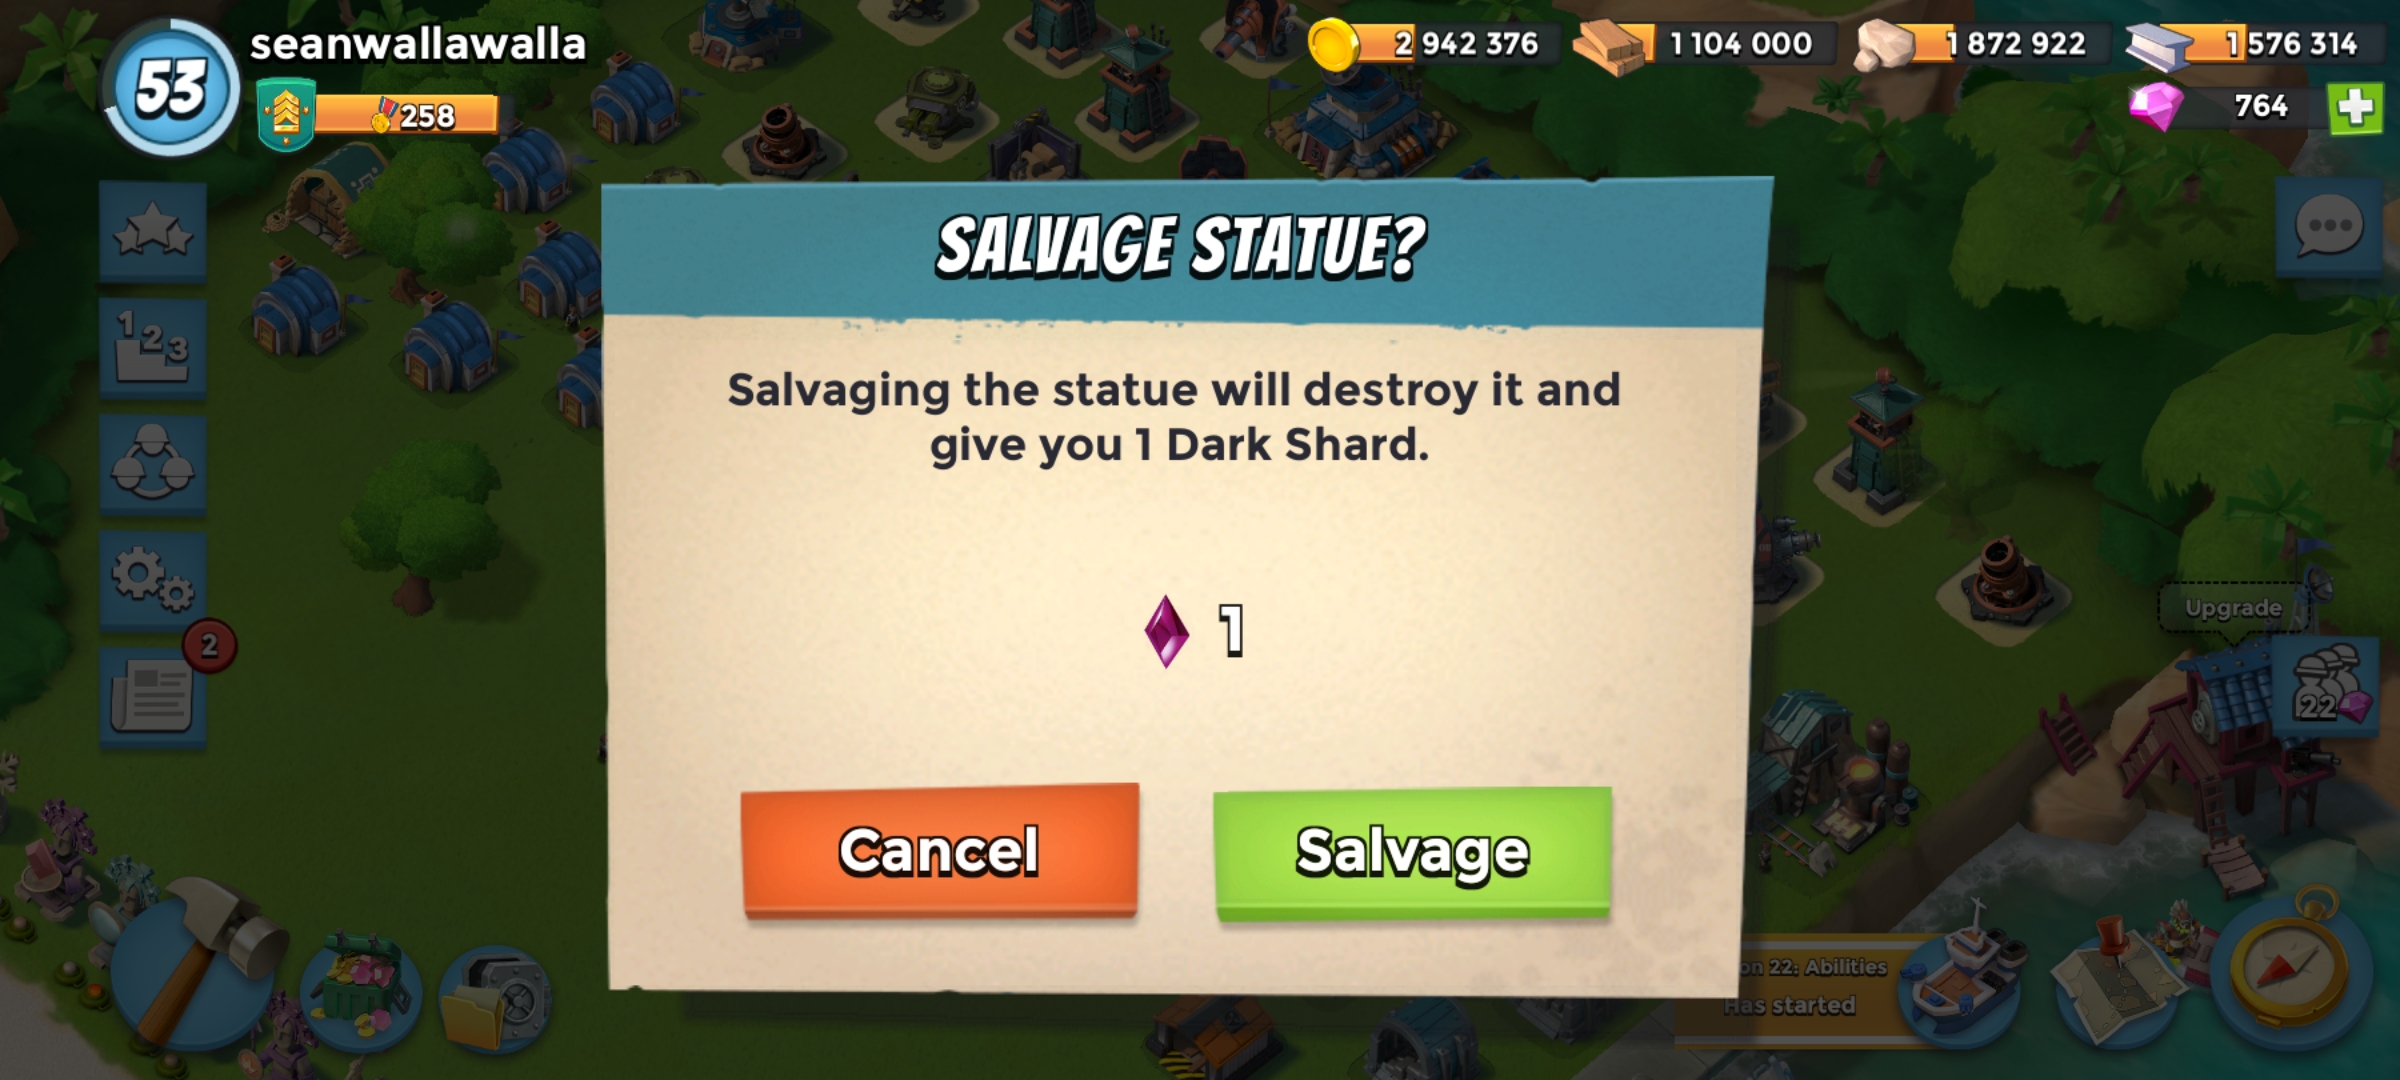 53
seanwallawalla
258
2 942 376
1 104 000
1 872 922
1 576 314
764
1 2 3
2
SALVAGE STATUE?
Salvaging the statue will destroy it and
give you 1 Dark Shard.
1
Cancel
Salvage
Upgrade
22
on 22: Abilities
Has started